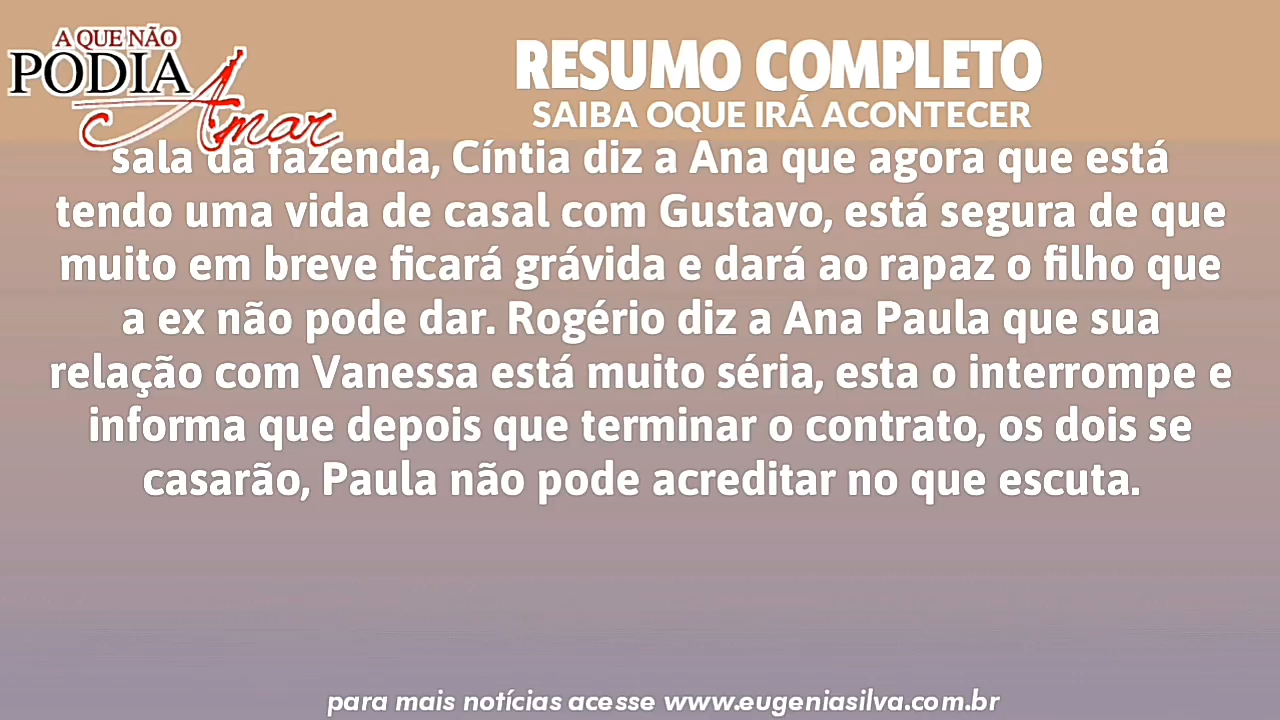 A QUE NÃO
PODIA
Amar
RESUMO COMPLETO
SAIBA OQUE IRÁ ACONTECER
sala da fazenda, Cíntia diz a Ana que agora que está
tendo uma vida de casal com Gustavo, está segura de que
muito em breve ficará grávida e dará ao rapaz o filho que
a ex não pode dar. Rogério diz a Ana Paula que sua
relação com Vanessa está muito séria, esta o interrompe e
informa que depois que terminar o contrato, os dois se
casarão, Paula não pode acreditar no que escuta.
para mais notícias acesse www.eugeniasilva.com.br